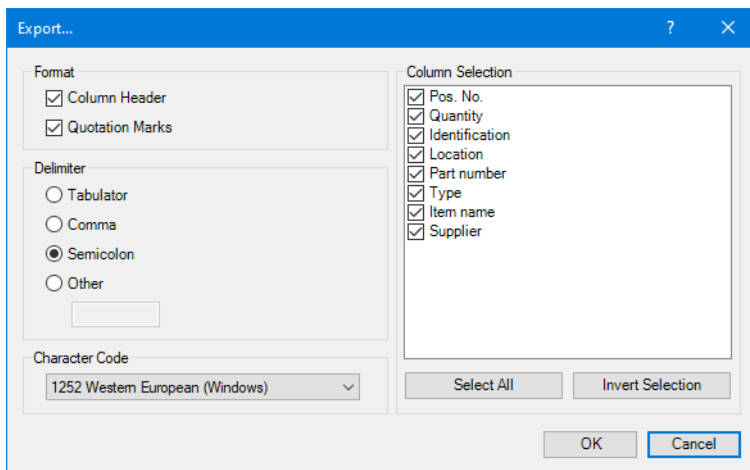 Export...
?
Format
Column Header
Quotation Marks
Delimiter
Tabulator
Comma
Semicolon
Other
Character Code
1252 Western European (Windows)
Column Selection
Pos. No.
Quantity
Identification
Location
Part number
Type
Item name
Supplier
Select All
Invert Selection
OK
Cancel